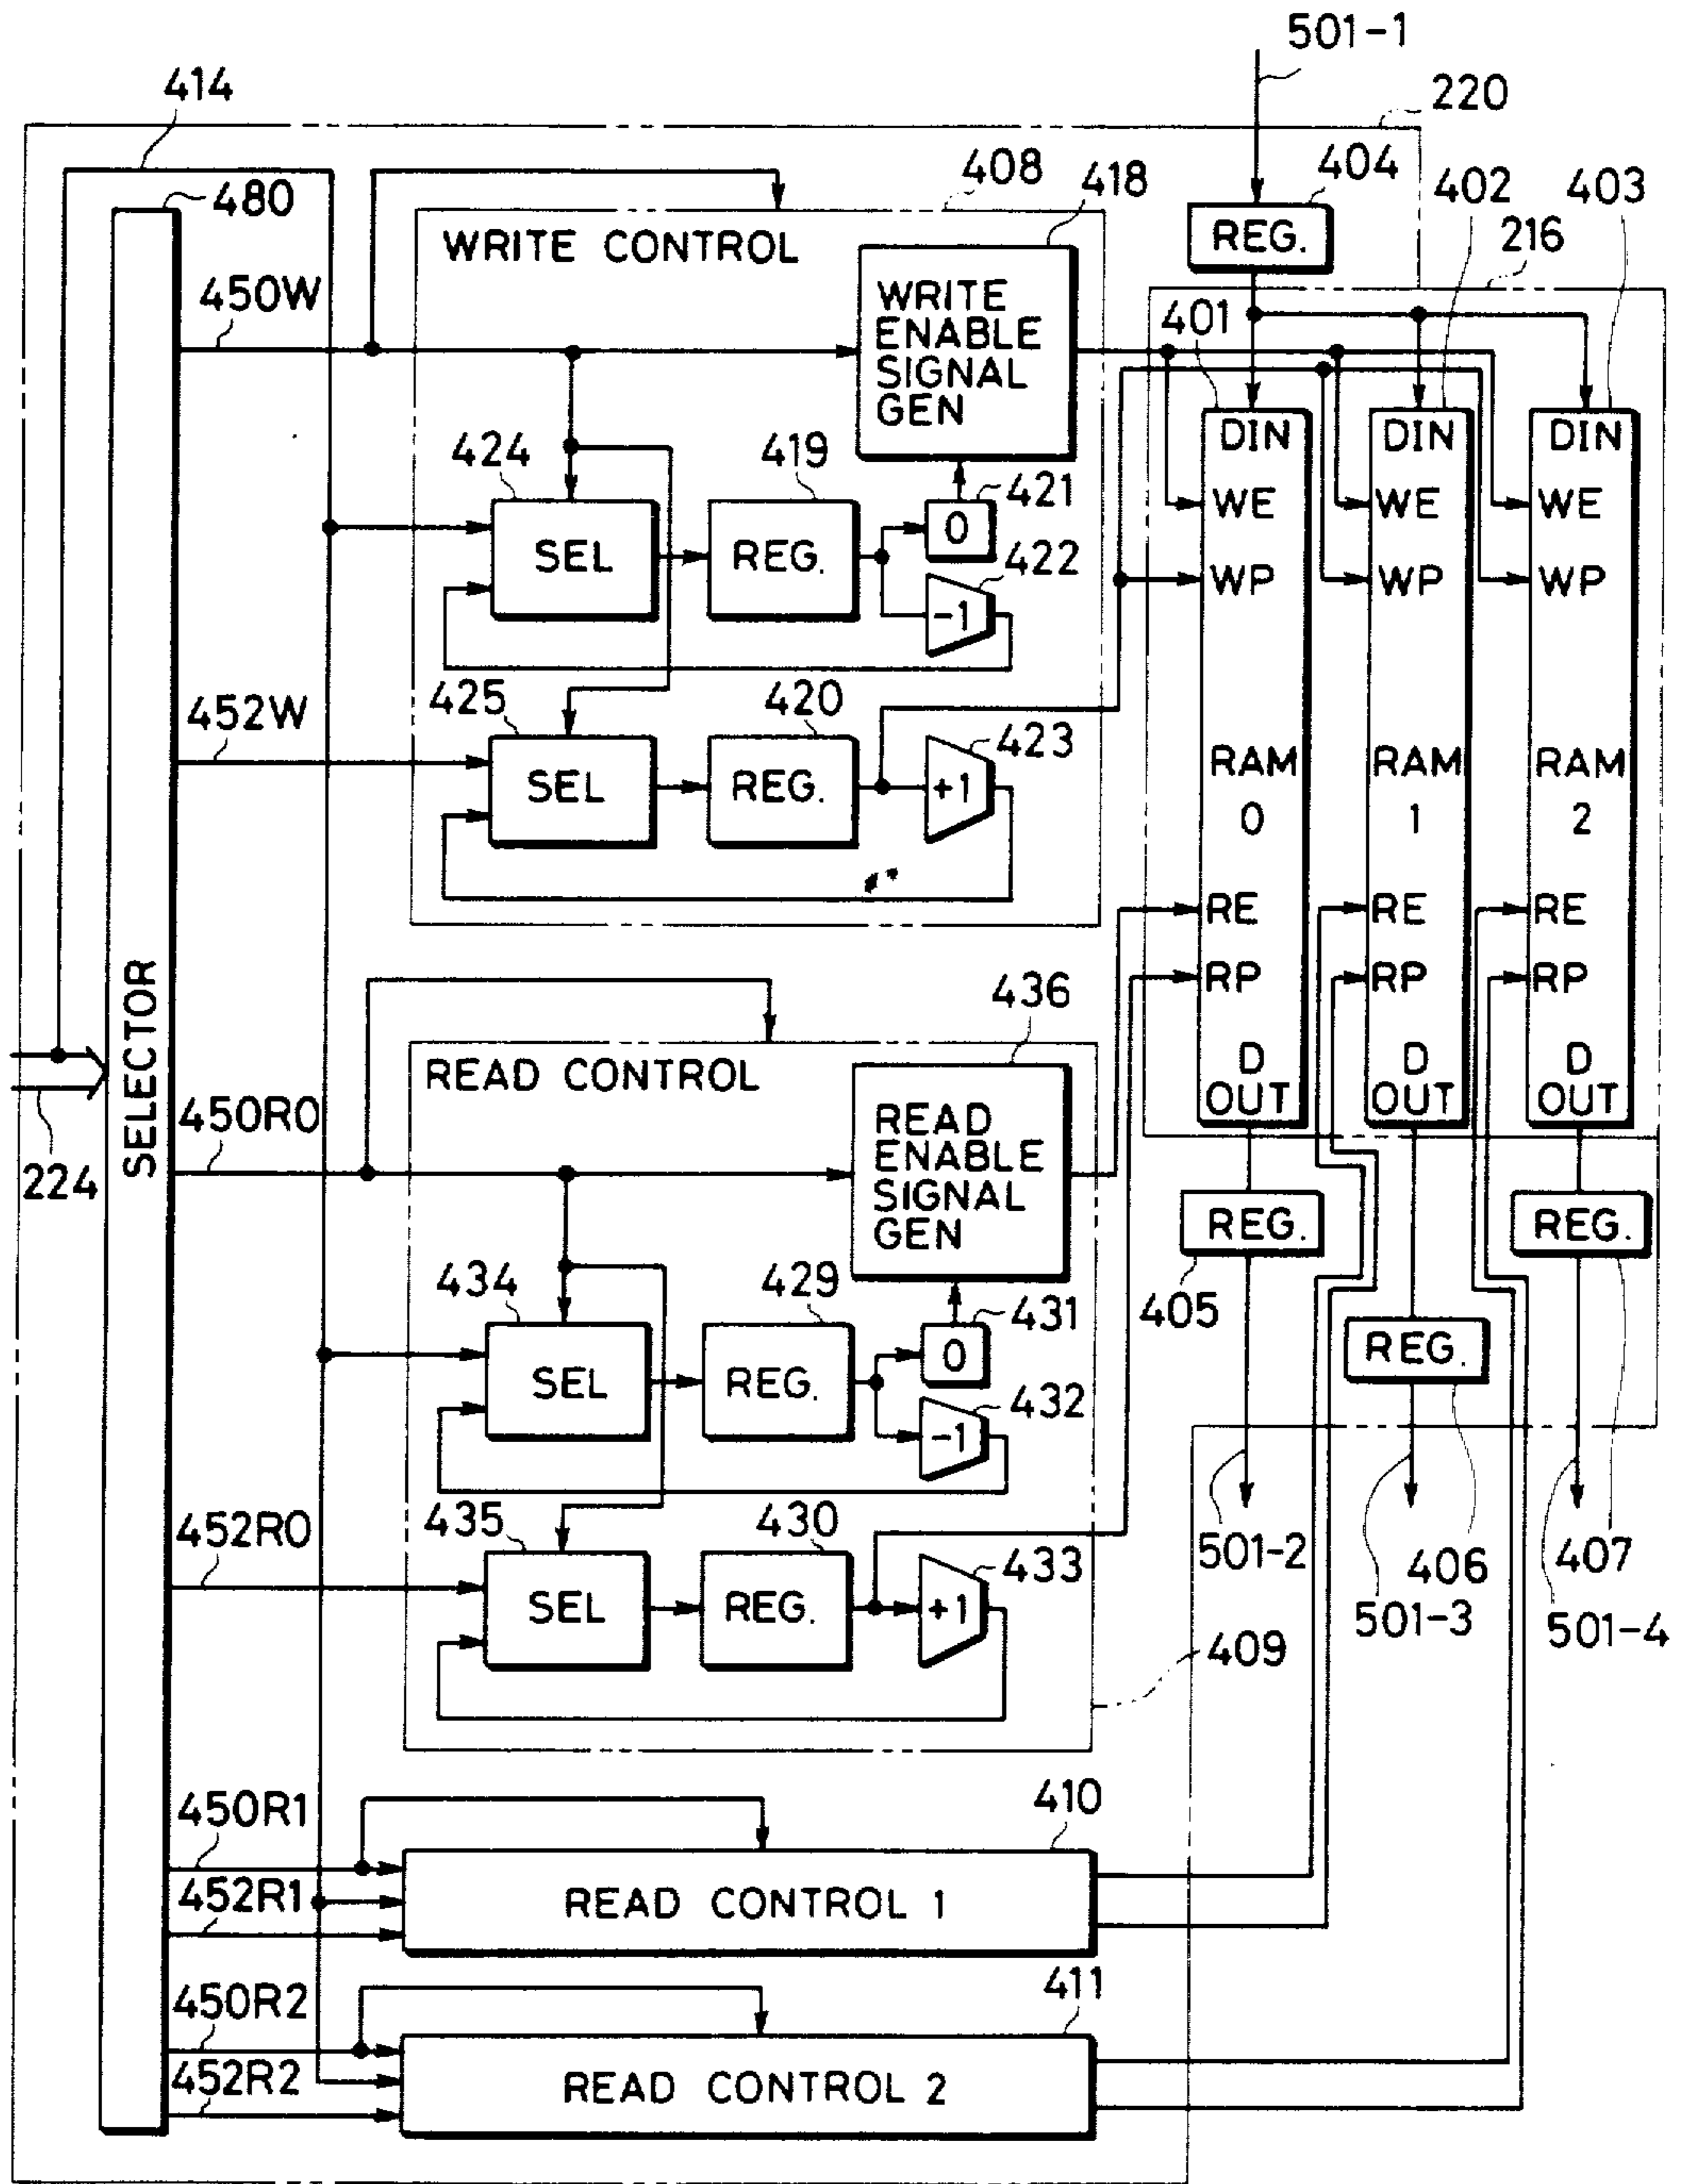 501-1
414
220
480
408
418
404
402
403
REG.
216
WRITE CONTROL
450W
WRITE
ENABLE
SIGNAL
GEN
401
DIN
DIN
DIN
424
419
421
WE
WE
WE
0
SEL
REG.
422
WP
WP
WP
-1
452W
425
420
423
SEL
REG.
+1
RAM
0
RAM
1
RAM
2
RE
RE
RE
RP
RP
RP
SELECTOR
436
READ CONTROL
D
OUT
D
OUT
D
OUT
224
450R0
READ
ENABLE
SIGNAL
GEN
REG.
REG.
434
429
431
405
0
REG.
SEL
REG.
432
-1
452R0
435
430
433
501-2
406
407
SEL
REG.
+1
501-3
501-4
409
450R1
410
452R1
READ CONTROL 1
450R2
411
452R2
READ CONTROL 2